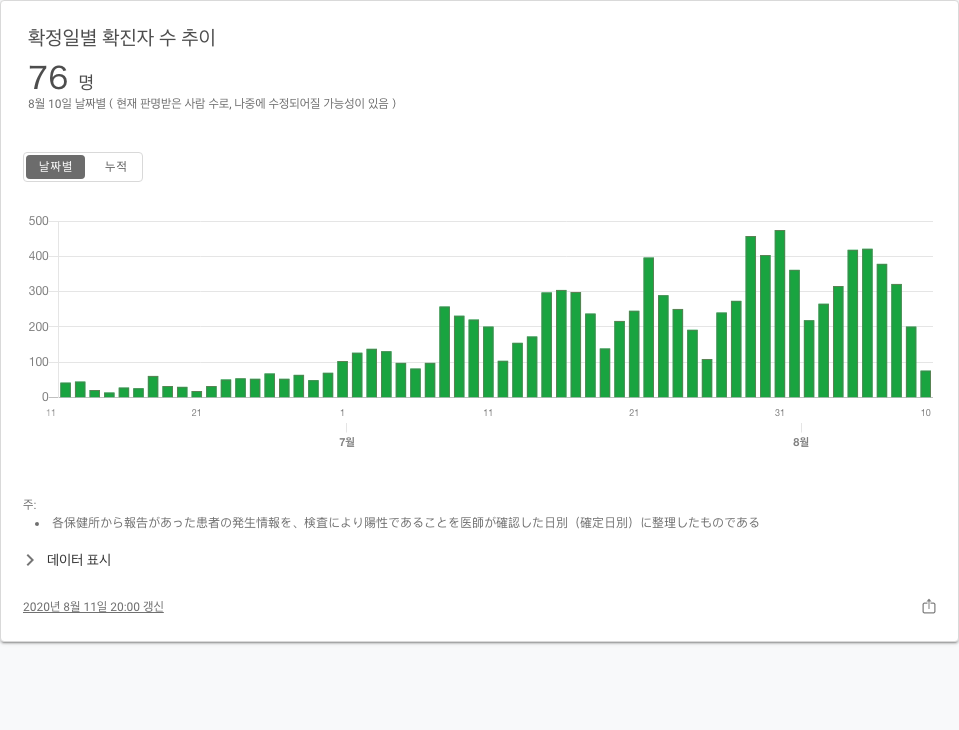 확정일별 확진자 수 추이
76 명
8월 10일 날짜별 ( 현재 판명받은 사람 수로, 나중에 수정되어질 가능성이 있음 )
날짜별 누적
500
400
300
200
100
0
11 21 1 11 21 31 10
7월 8월
주:
• 各保健所から報告があった患者の発生情報を、検査により陽性であることを医師が確認した日別（確定日別）に整理したものである
데이터 표시
2020년 8월 11일 20:00 갱신